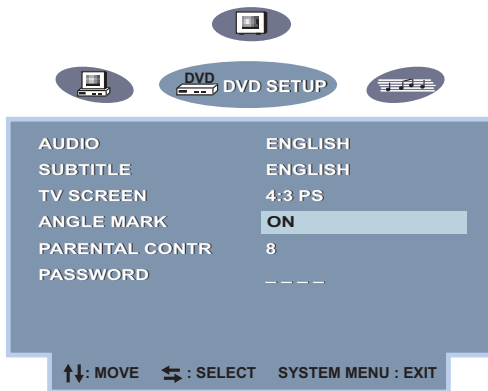 DVD DVD SETUP
AUDIO ENGLISH
SUBTITLE ENGLISH
TV SCREEN 4:3 PS
ANGLE MARK ON
PARENTAL CONTR 8
PASSWORD _ _ _ _
: MOVE : SELECT SYSTEM MENU : EXIT